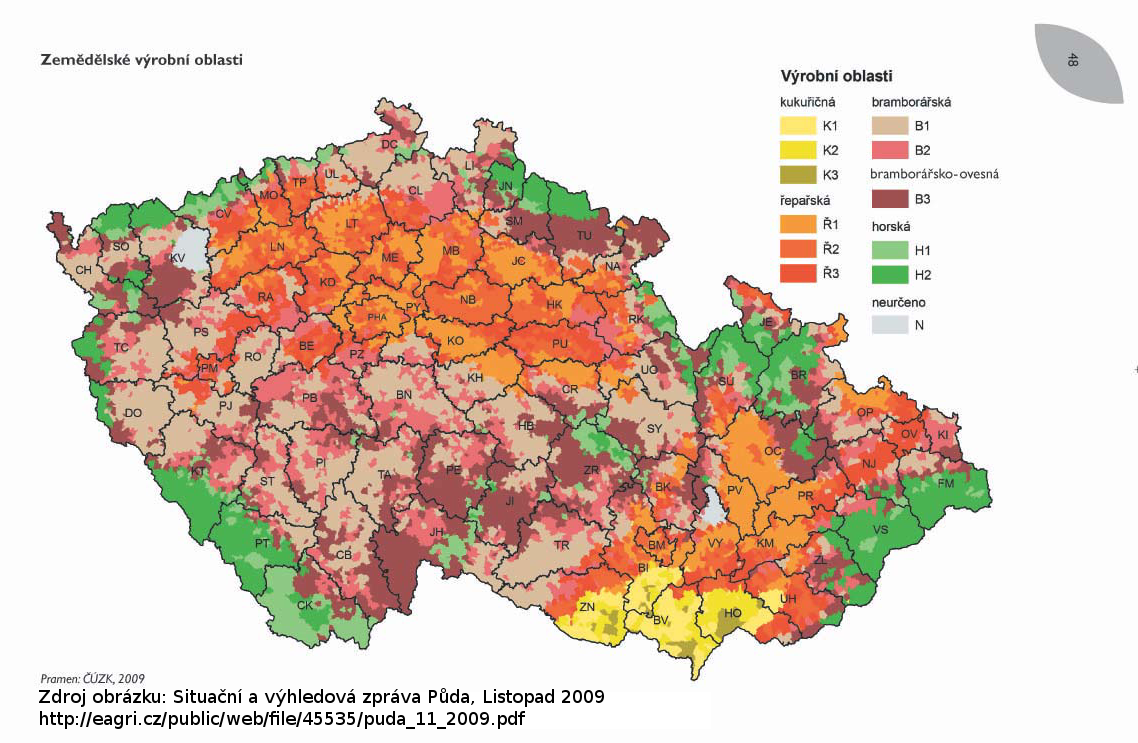 48
Zemědělské výrobní oblasti
Výrobní oblasti
kukuřičná
K1
K2
K3
řepařská
Ř1
Ř2
Ř3
bramborářská
B1
B2
bramborářsko-ovesná
B3
horská
H1
H2
neurčeno
N
DC
LI
TP
UL
JN
MO
CL
CV
LT
SM
TU
SO
LN
KV
ME
MB
JC
NA
CH
KD
RA
NB
HK
PY
PHA
RK
JE
PS
KO
PU
TC
BE
PZ
RO
PM
UO
SU
BR
KH
CR
BN
PB
DO
PJ
HB
SY
OP
OV
KI
OC
KT
PI
ST
TA
PE
ZR
NJ
BK
PV
PR
FM
JI
JH
PT
CB
TR
BM
VY
KM
VS
ZL
BI
CK
ZN
BV
HO
UH
Pramen: ČÚZK, 2009
Zdroj obrázku: Situační a výhledová zpráva Půda, Listopad 2009
http://eagri.cz/public/web/file/45535/puda_11_2009.pdf